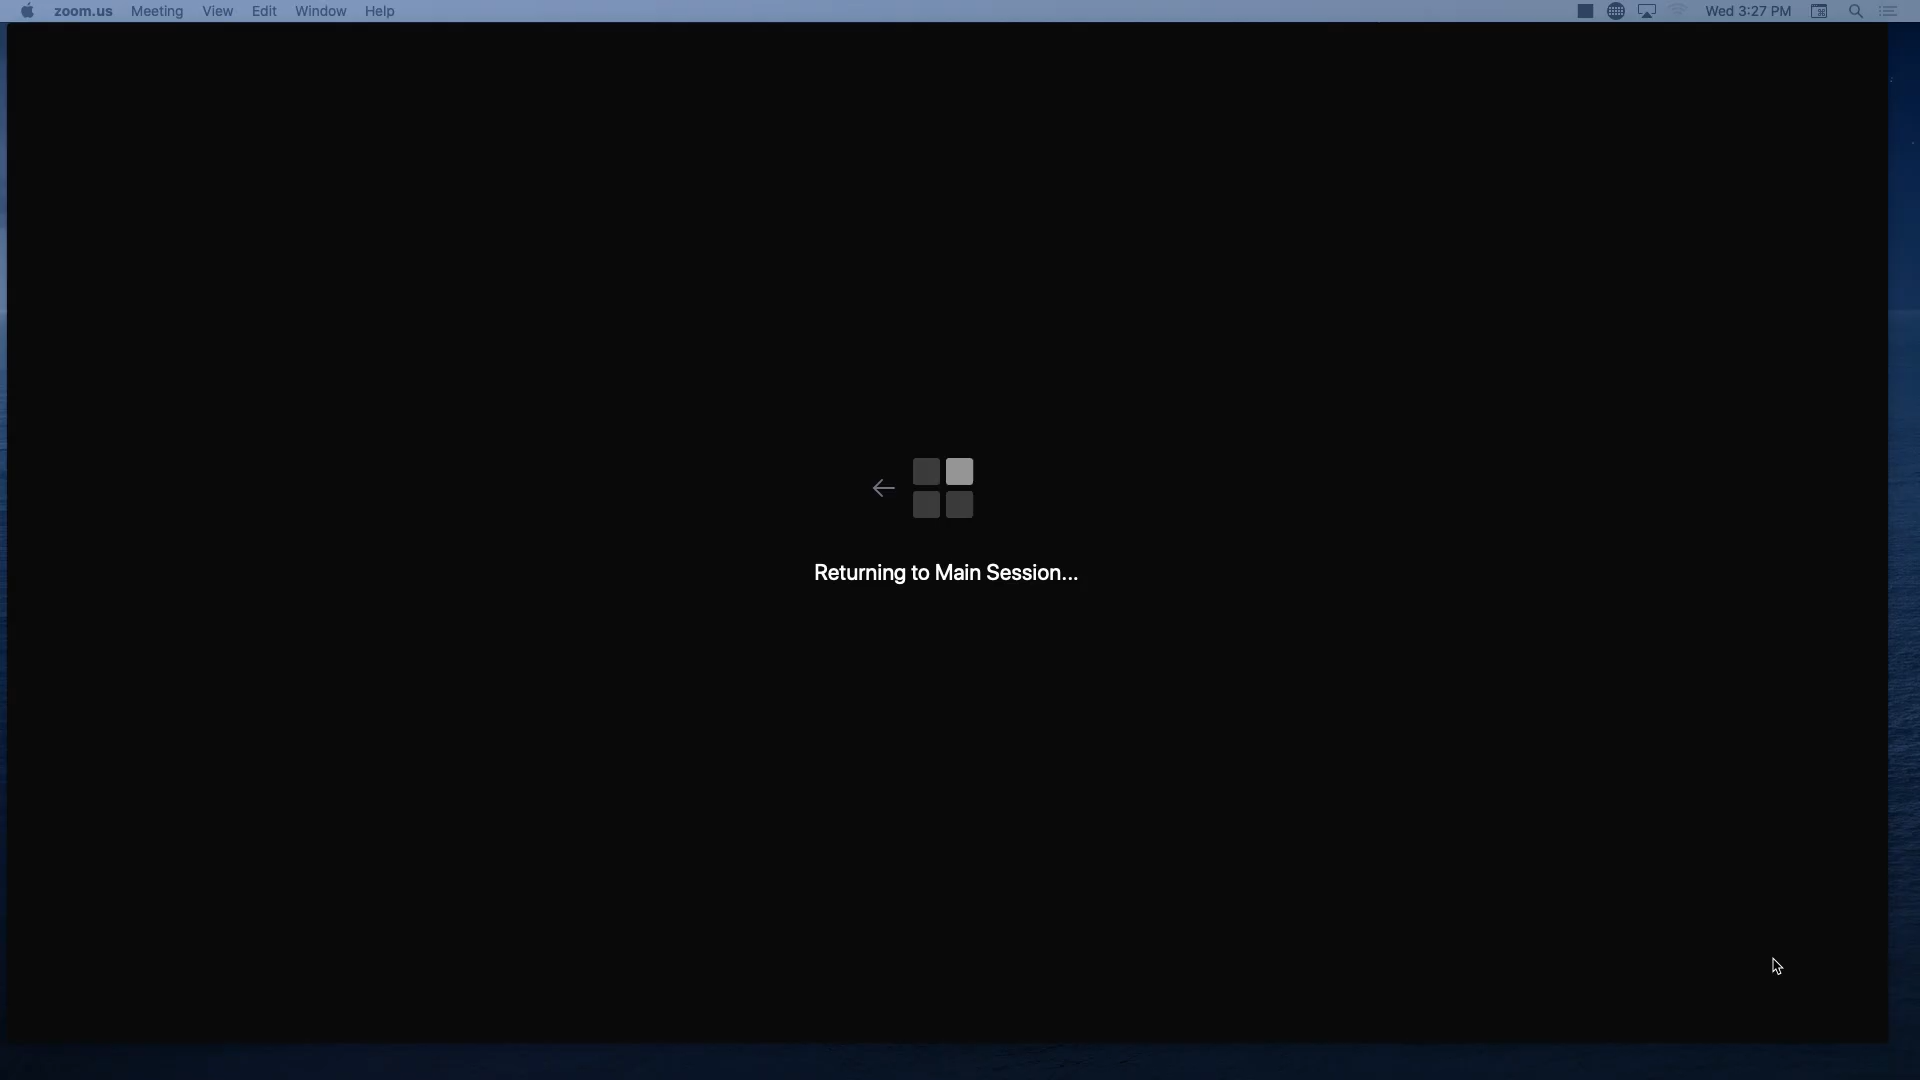 zoom.us Meeting View Edit Window Help Wed 3:27 PM
Returning to Main Session...